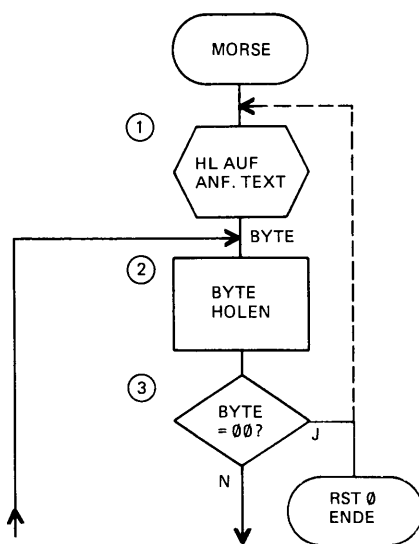 MORSE
1
HL AUF
ANF. TEXT
BYTE
2
BYTE
HOLEN
3
BYTE
= ØØ?
J
N
RST Ø
ENDE